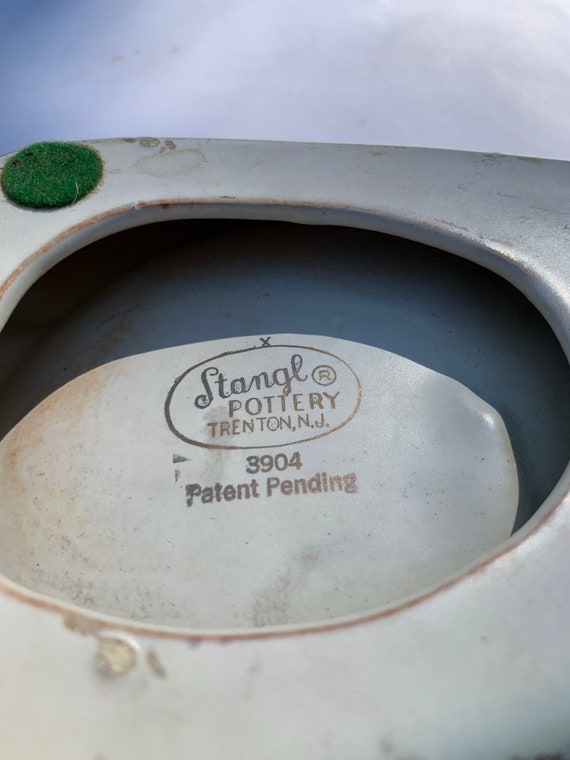 x
Stangl ®
POTTERY
TRENTON, N.J.
3904
Patent Pending